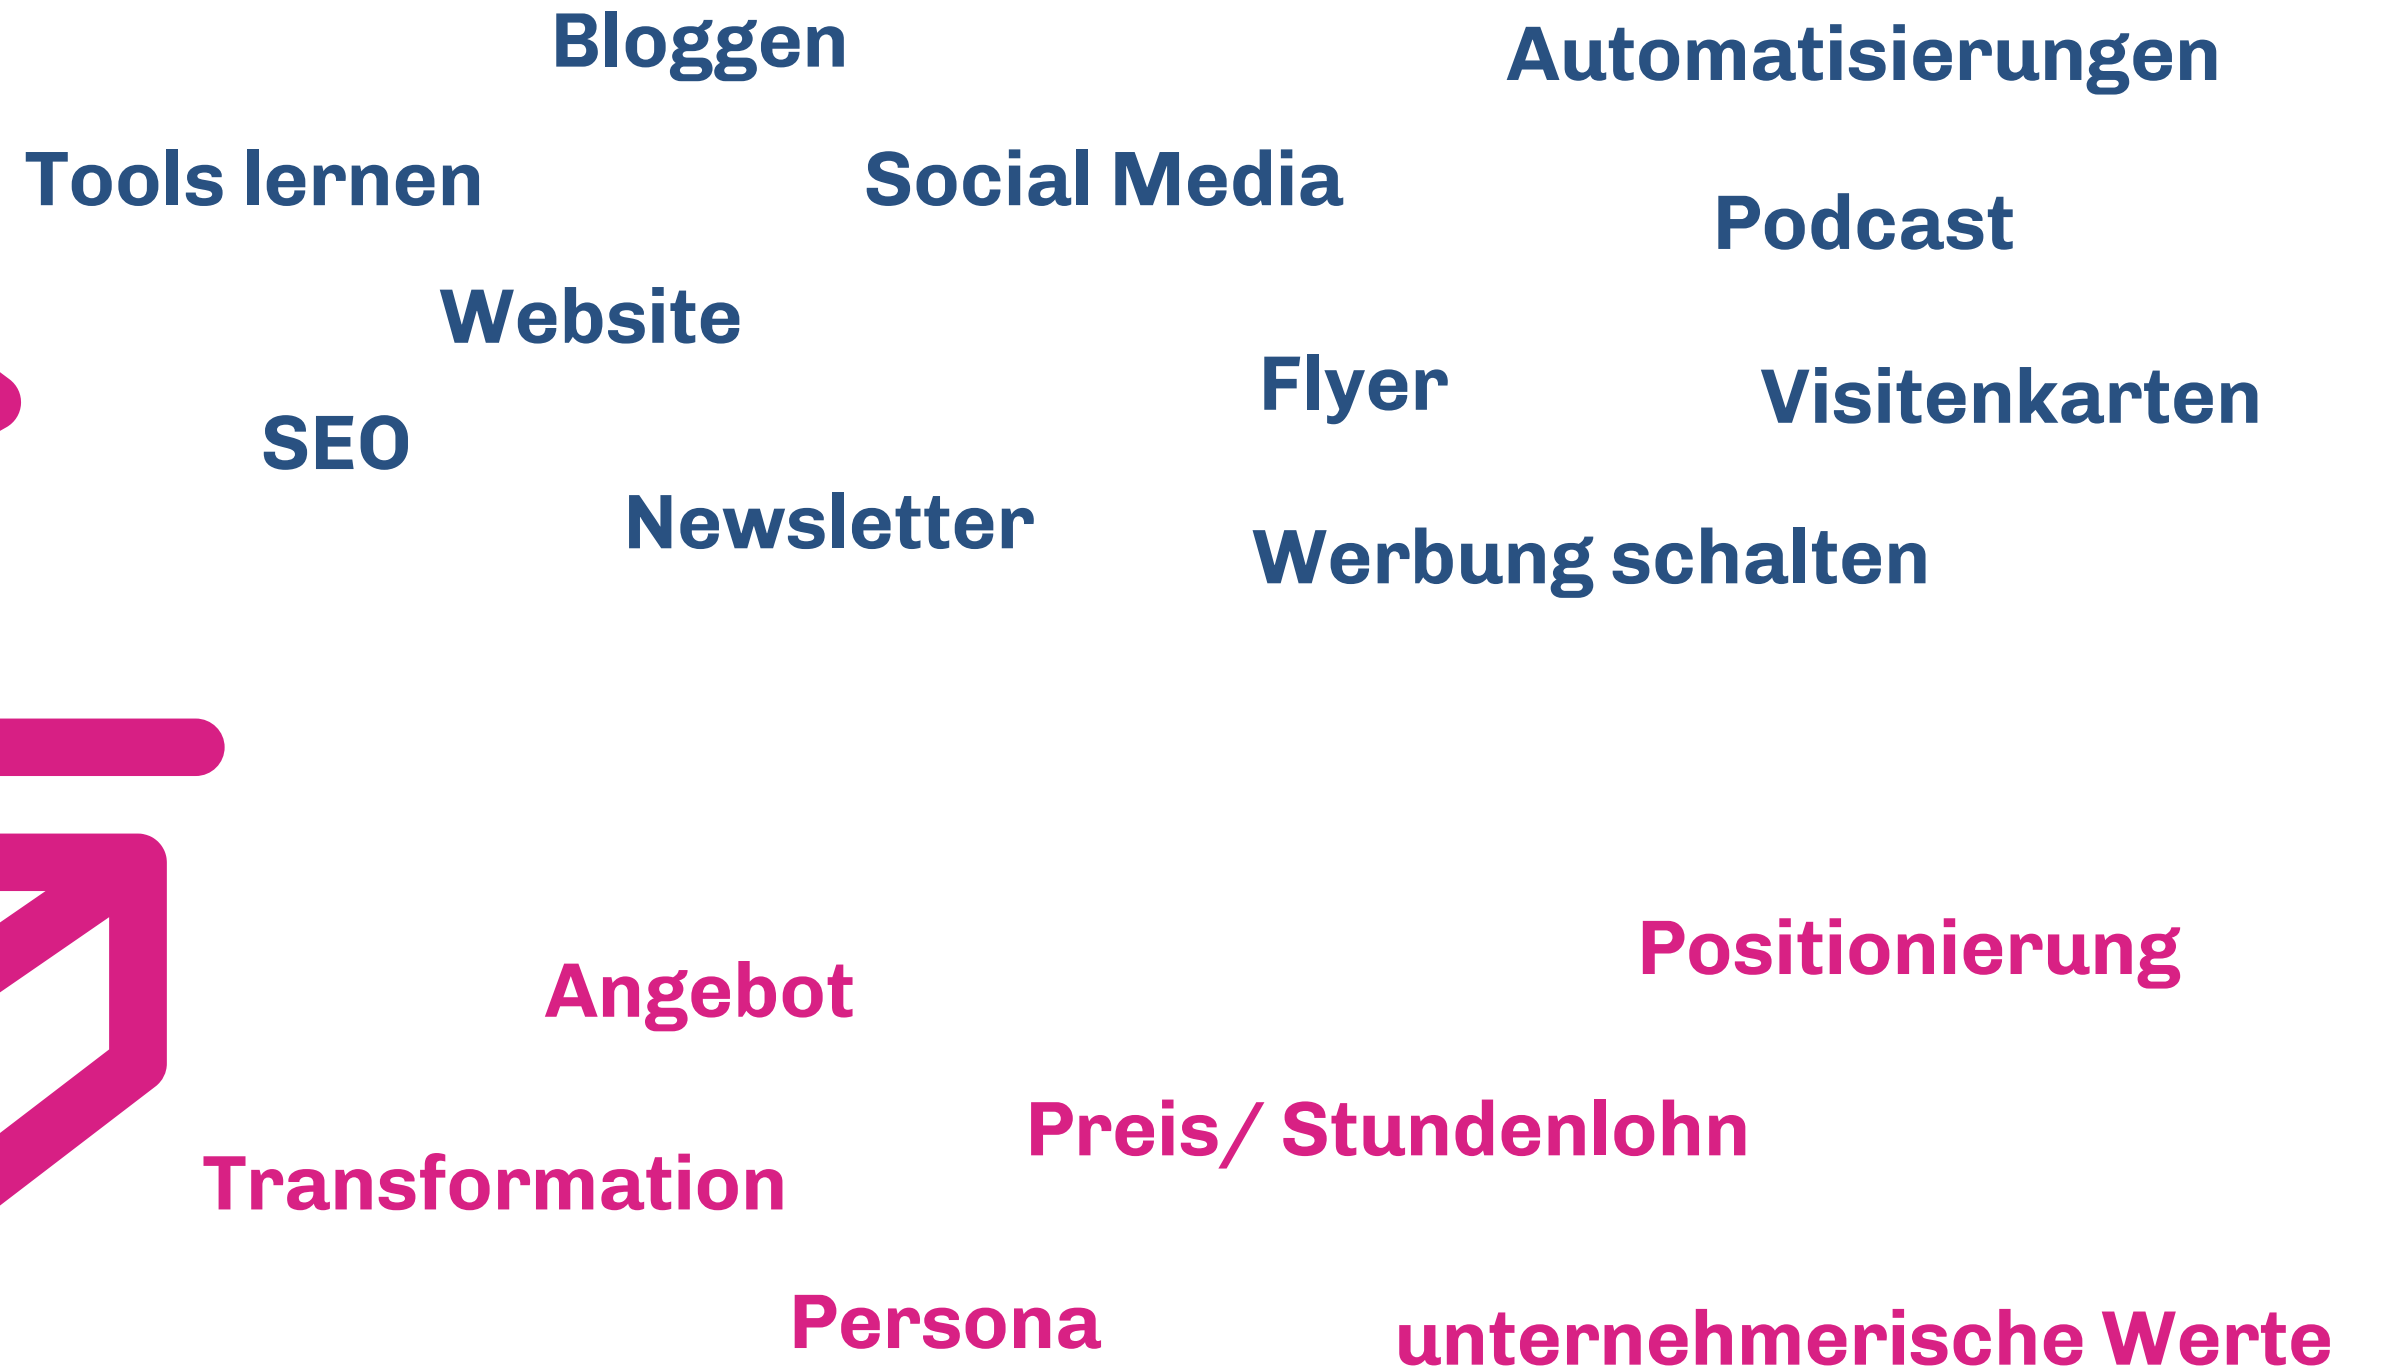 Bloggen
Automatisierungen
Tools lernen
Social Media
Podcast
Website
Flyer
Visitenkarten
SEO
Newsletter
Werbung schalten
Positionierung
Angebot
Preis/ Stundenlohn
Transformation
Persona
unternehmerische Werte